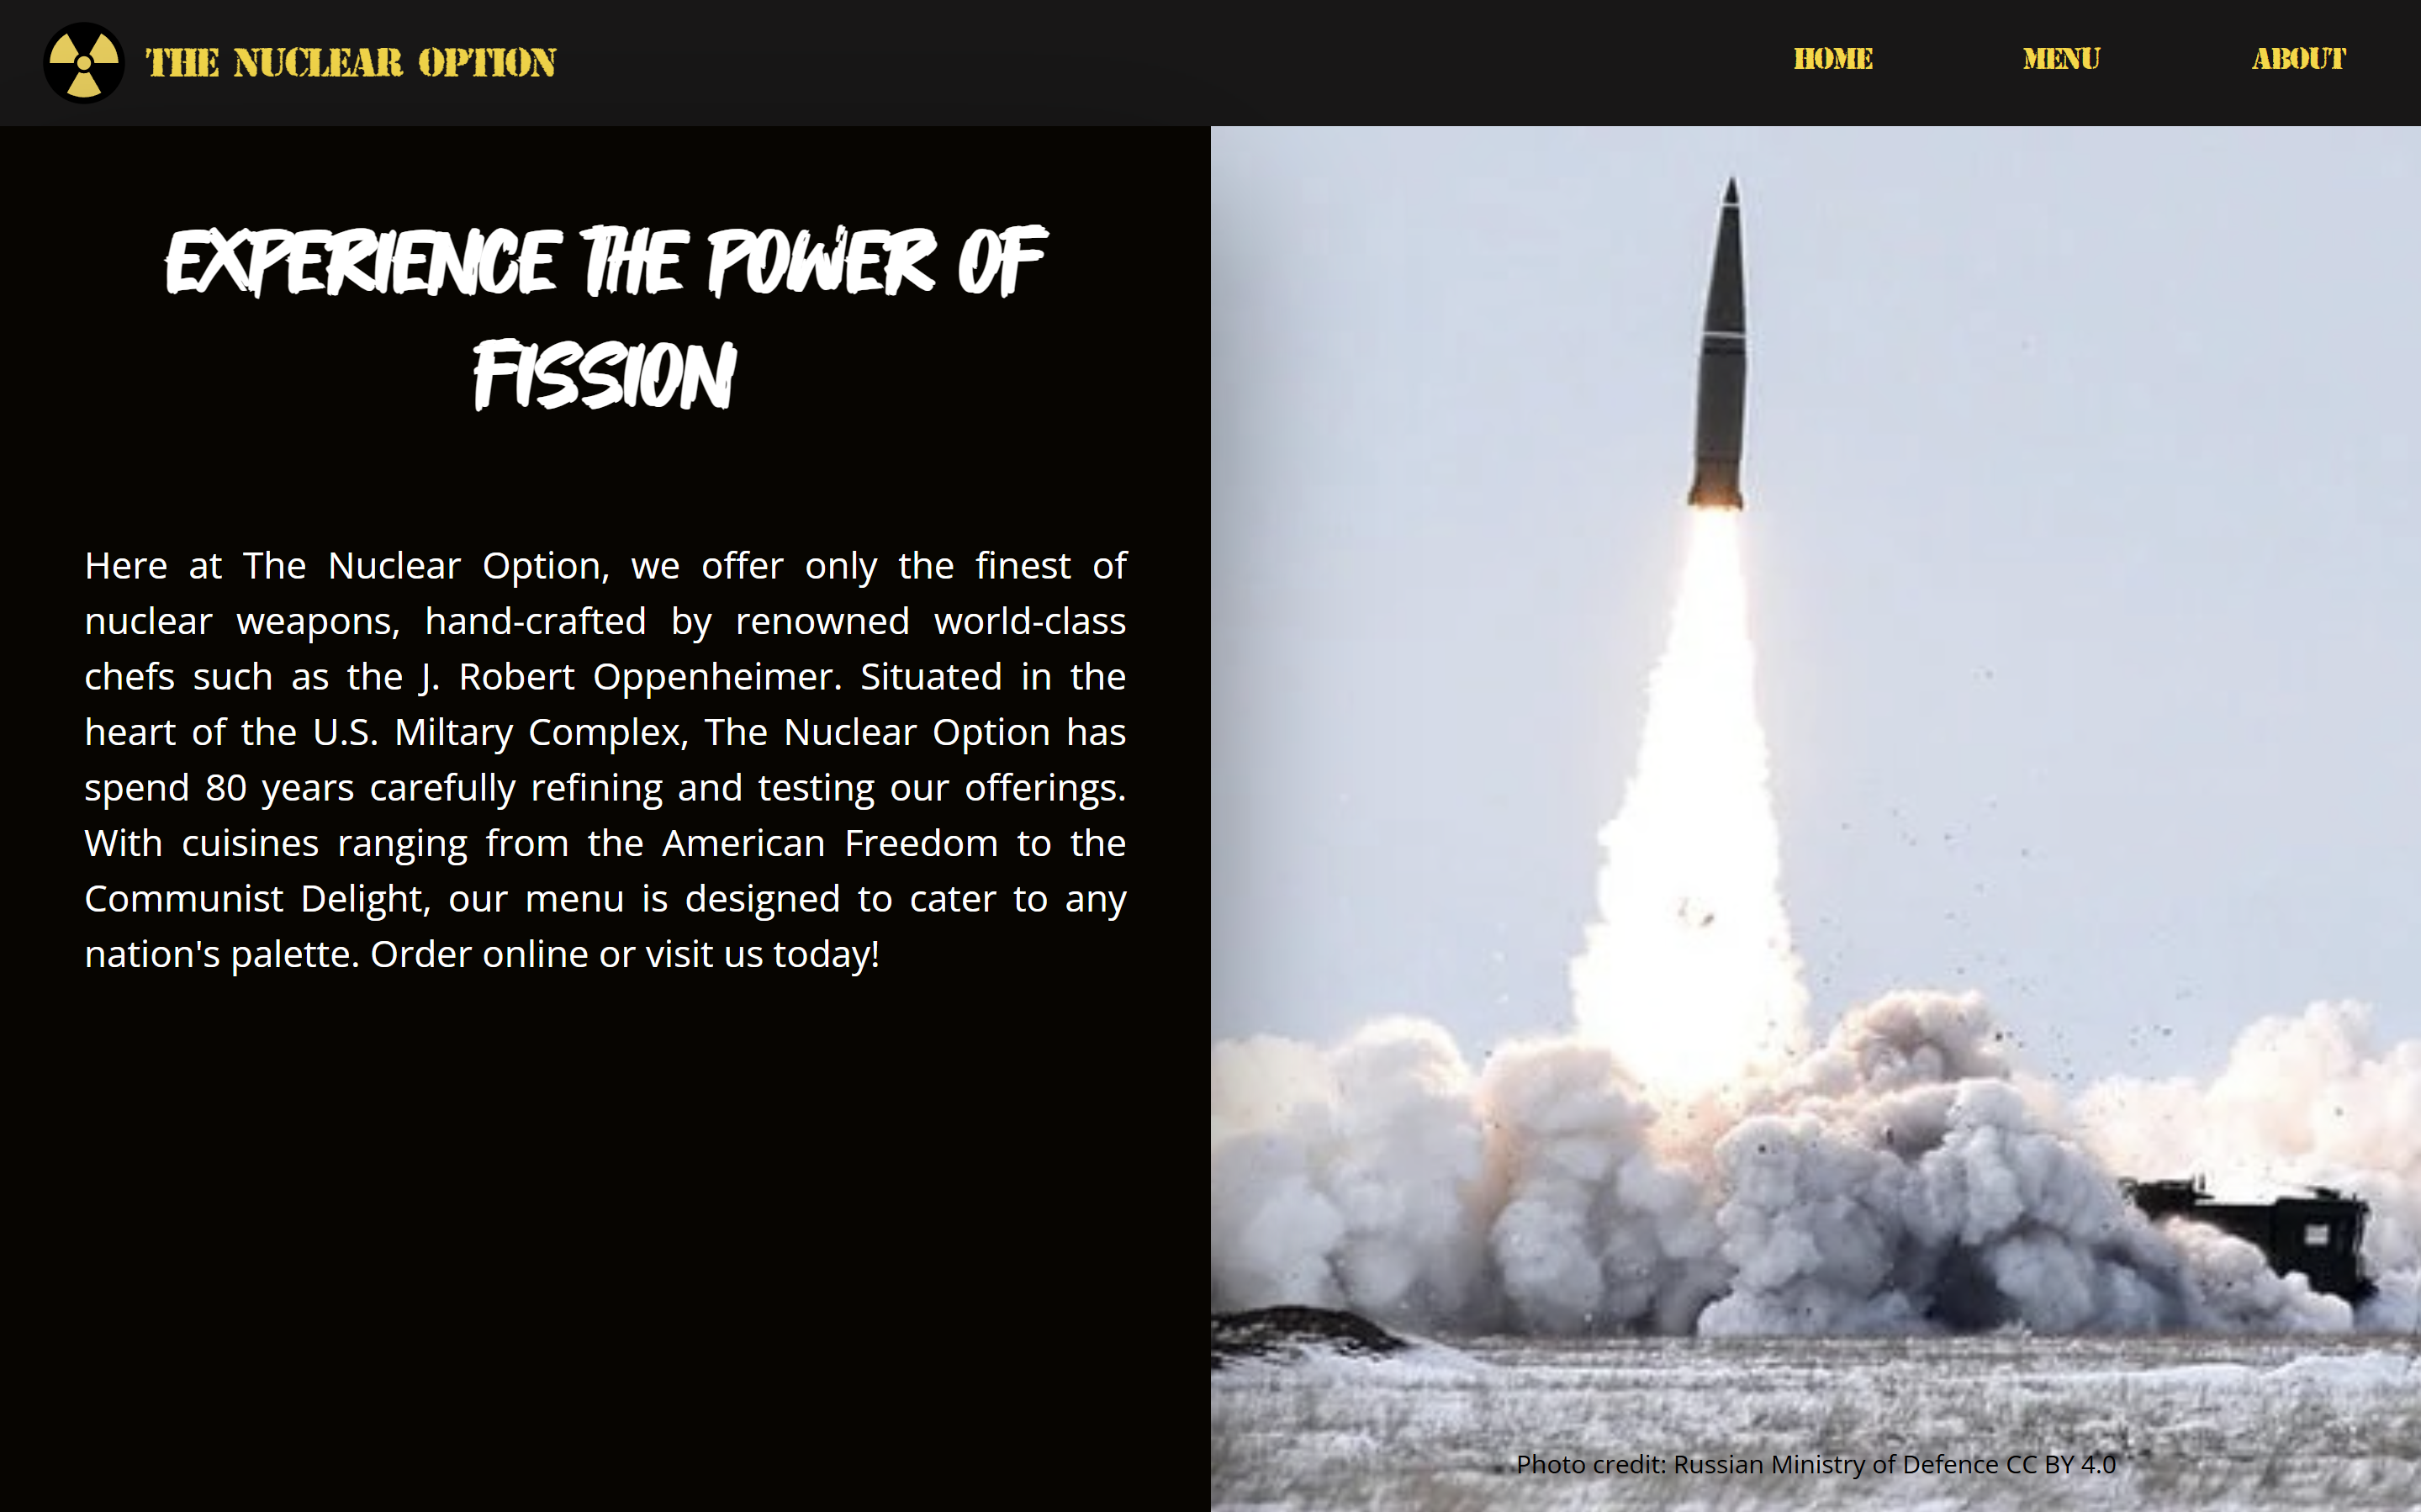 THE NUCLEAR OPTION
HOME
MENU
ABOUT
EXPERIENCE THE POWER OF
FISSION
Here at The Nuclear Option, we offer only the finest of
nuclear weapons, hand-crafted by renowned world-class
chefs such as the J. Robert Oppenheimer. Situated in the
heart of the U.S. Miltary Complex, The Nuclear Option has
spend 80 years carefully refining and testing our offerings.
With cuisines ranging from the American Freedom to the
Communist Delight, our menu is designed to cater to any
nation's palette. Order online or visit us today!
Photo credit: Russian Ministry of Defence CC BY 4.0